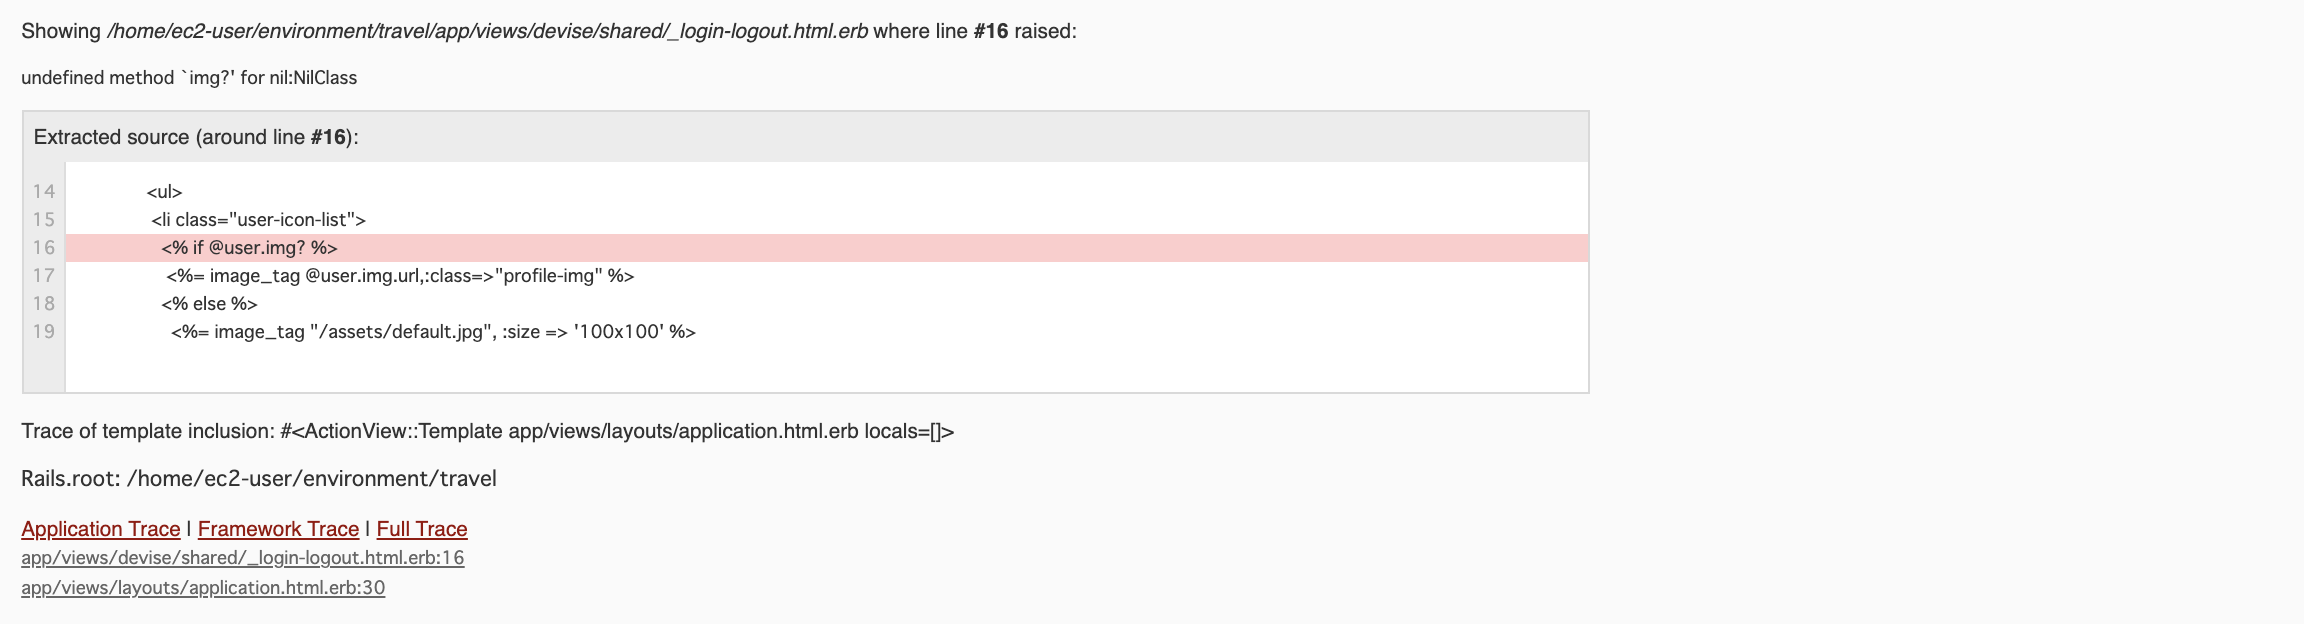 Showing /home/ec2-user/environment/travel/app/views/devise/shared/_login-logout.html.erb where line #16 raised:
undefined method `img?' for nil:NilClass
Extracted source (around line #16):
14 <ul>
15 <li class="user-icon-list">
16 <% if @user.img? %>
17 <%= image_tag @user.img.url,:class=>"profile-img" %>
18 <% else %>
19 <%= image_tag "/assets/default.jpg", :size => '100x100' %>
Trace of template inclusion: #<ActionView::Template app/views/layouts/application.html.erb locals=[]>
Rails.root: /home/ec2-user/environment/travel
Application Trace | Framework Trace | Full Trace
app/views/devise/shared/_login-logout.html.erb:16
app/views/layouts/application.html.erb:30